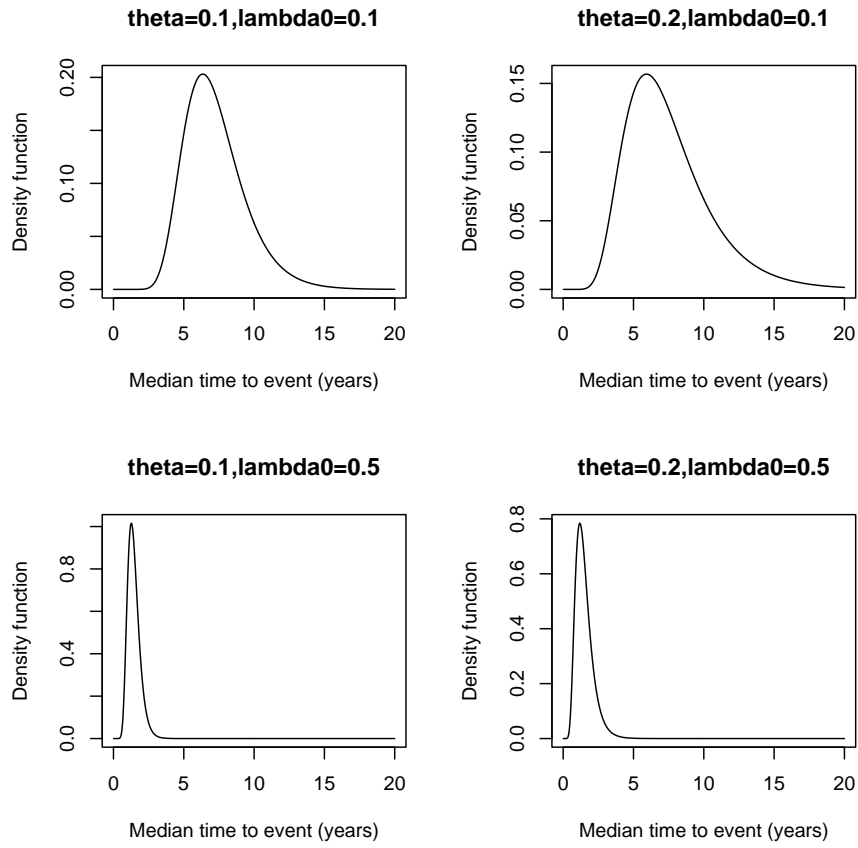 theta=0.1,lambda0=0.1
Density function
0.00 0.10 0.20
0 5 10 15 20
Median time to event (years)
theta=0.2,lambda0=0.1
Density function
0.00 0.05 0.10 0.15
0 5 10 15 20
Median time to event (years)
theta=0.1,lambda0=0.5
Density function
0.0 0.4 0.8
0 5 10 15 20
Median time to event (years)
theta=0.2,lambda0=0.5
Density function
0.0 0.2 0.4 0.6 0.8
0 5 10 15 20
Median time to event (years)